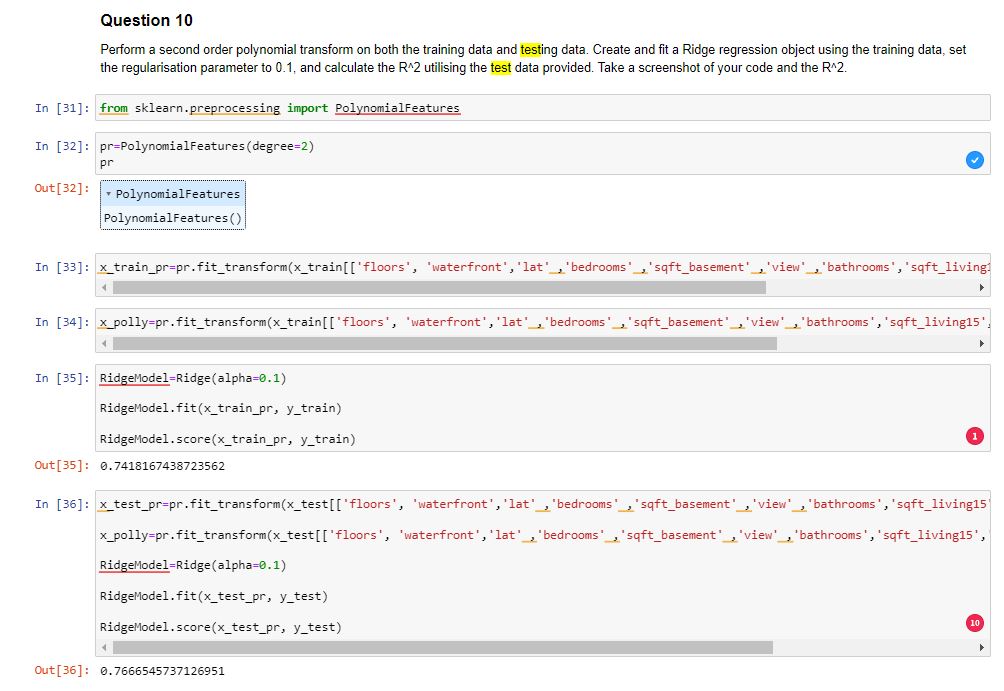 Question 10
Perform a second order polynomial transform on both the training data and testing data. Create and fit a Ridge regression object using the training data, set
the regularisation parameter to 0.1, and calculate the R^2 utilising the test data provided. Take a screenshot of your code and the R^2.
In [31]: from sklearn.preprocessing import PolynomialFeatures
In [32]: pr=PolynomialFeatures(degree=2)
pr
Out[32]: ▾ PolynomialFeatures
PolynomialFeatures()
In [33]: x_train_pr=pr.fit_transform(x_train[['floors', 'waterfront','lat' ,'bedrooms' ,'sqft_basement' ,'view' ,'bathrooms','sqft_living1
In [34]: x_polly=pr.fit_transform(x_train[['floors', 'waterfront','lat' ,'bedrooms' ,'sqft_basement' ,'view' ,'bathrooms','sqft_living15',
In [35]: RidgeModel=Ridge(alpha=0.1)
RidgeModel.fit(x_train_pr, y_train)
RidgeModel.score(x_train_pr, y_train)
1
Out[35]: 0.7418167438723562
In [36]: x_test_pr=pr.fit_transform(x_test[['floors', 'waterfront','lat' ,'bedrooms' ,'sqft_basement' ,'view' ,'bathrooms','sqft_living15'
x_polly=pr.fit_transform(x_test[['floors', 'waterfront','lat' ,'bedrooms' ,'sqft_basement' ,'view' ,'bathrooms','sqft_living15','
RidgeModel=Ridge(alpha=0.1)
RidgeModel.fit(x_test_pr, y_test)
RidgeModel.score(x_test_pr, y_test)
10
Out[36]: 0.7666545737126951